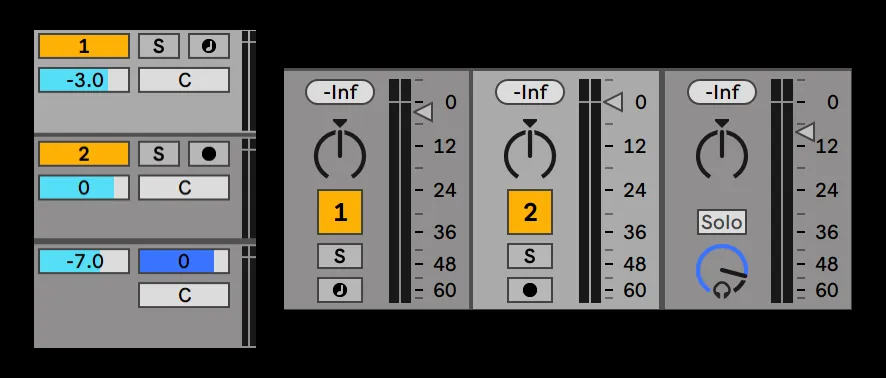 1 S
-3.0 C
2 S
0 C
-7.0 0
C
-Inf 0 -Inf 0 -Inf 0
12 12 12
24 24 24
1 2 Solo
36 36 36
S 48 S 48 48
60 60 60